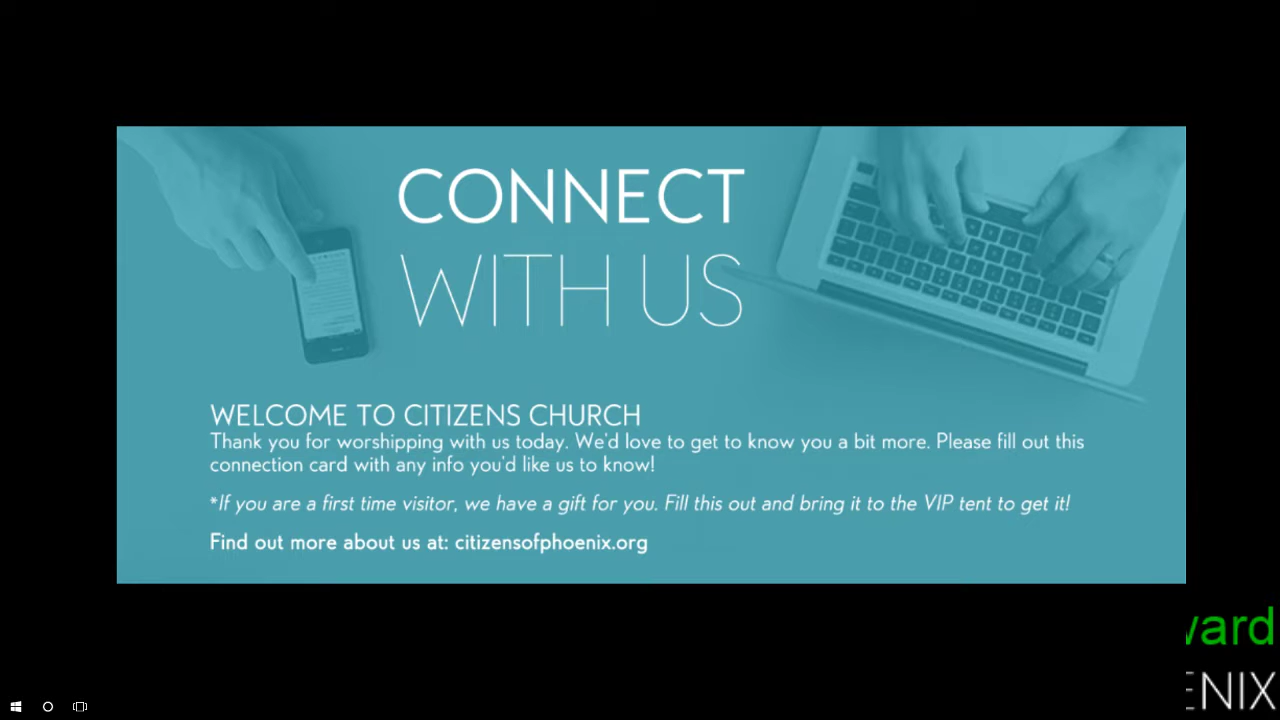 CONNECT
WITH US
WELCOME TO CITIZENS CHURCH
Thank you for worshipping with us today. We'd love to get to know you a bit more. Please fill out this
connection card with any info you'd like us to know!
*If you are a first time visitor, we have a gift for you. Fill this out and bring it to the VIP tent to get it!
Find out more about us at: citizensofphoenix.org
ward
ENIX